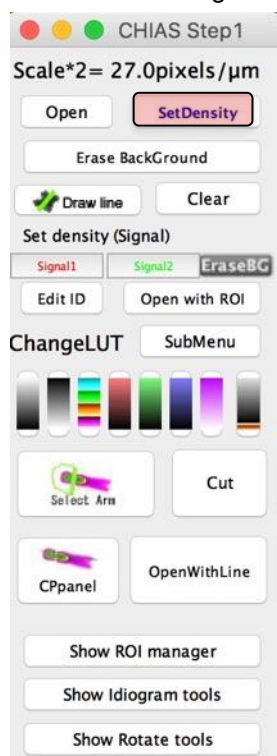 CHIAS Step1
Scale*2= 27.0pixels/µm
Open SetDensity
Erase BackGround
Draw line Clear
Set density (Signal)
Signal1 Signal2 EraseBG
Edit ID Open with ROI
ChangeLUT SubMenu
Select Arm Cut
CPpanel OpenWithLine
Show ROI manager
Show Idiogram tools
Show Rotate tools